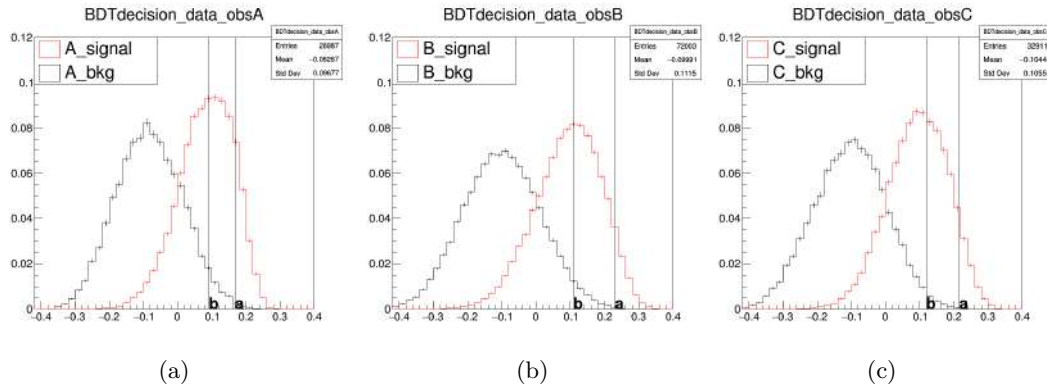 BDTdecision_data_obsA
BDTdecision_data_obsA
Entries 28987
Mean
Std Dev 0.09677
A_signal
A_bkg
0.12
0.1
0.08
0.06
0.04
0.02
0
b a
−0.4 −0.3 −0.2 −0.1 0 0.1 0.2 0.3 0.4
(a)
BDTdecision_data_obsB
BDTdecision_data_obsB
Entries
Mean −0.09991
Std Dev 0.1115
B_signal
B_bkg
0.12
0.1
0.08
0.06
0.04
0.02
0
b a
−0.4 −0.3 −0.2 −0.1 0 0.1 0.2 0.3 0.4
(b)
BDTdecision_data_obsC
BDTdecision_data_obsC
Entries 32911
Mean −0.1044
Std Dev 0.1055
C_signal
C_bkg
0.12
0.1
0.08
0.06
0.04
0.02
0
b a
−0.4 −0.3 −0.2 −0.1 0 0.1 0.2 0.3 0.4
(c)